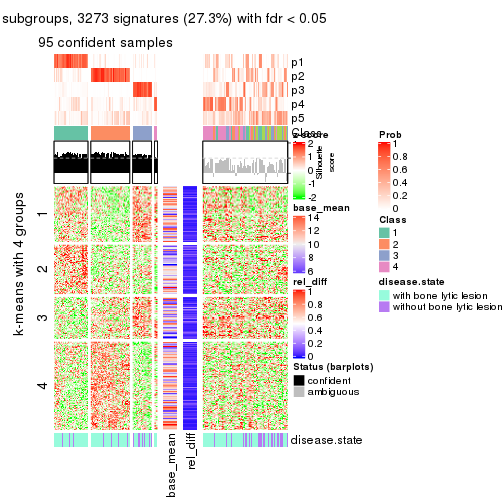 subgroups, 3273 signatures (27.3%) with fdr < 0.05
95 confident samples
p1
p2
p3
p4
p5
Class
Silhouette
score
z-score
2
1
0
-1
-2
base_mean
14
12
10
8
6
rel_diff
1
0.8
0.6
0.4
0.2
0
Status (barplots)
confident
ambiguous
Prob
1
0.8
0.6
0.4
0.2
0
Class
1
2
3
4
disease.state
with bone lytic lesion
without bone lytic lesion
k-means with 4 groups
1
2
3
4
base_mean
rel_diff
disease.state